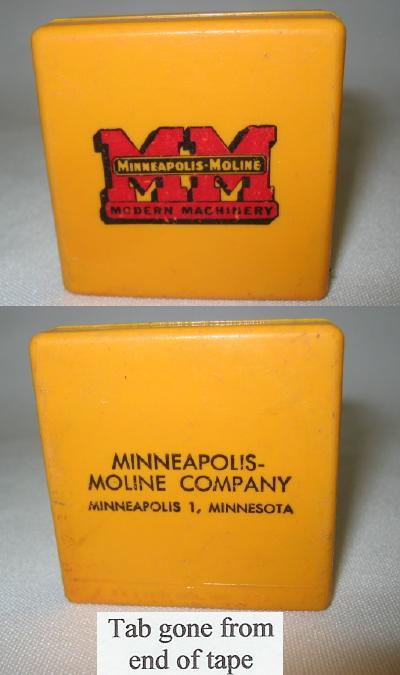 MM
MINNEAPOLIS-MOLINE
MODERN MACHINERY
MINNEAPOLIS-
MOLINE COMPANY
MINNEAPOLIS 1, MINNESOTA
Tab gone from
end of tape